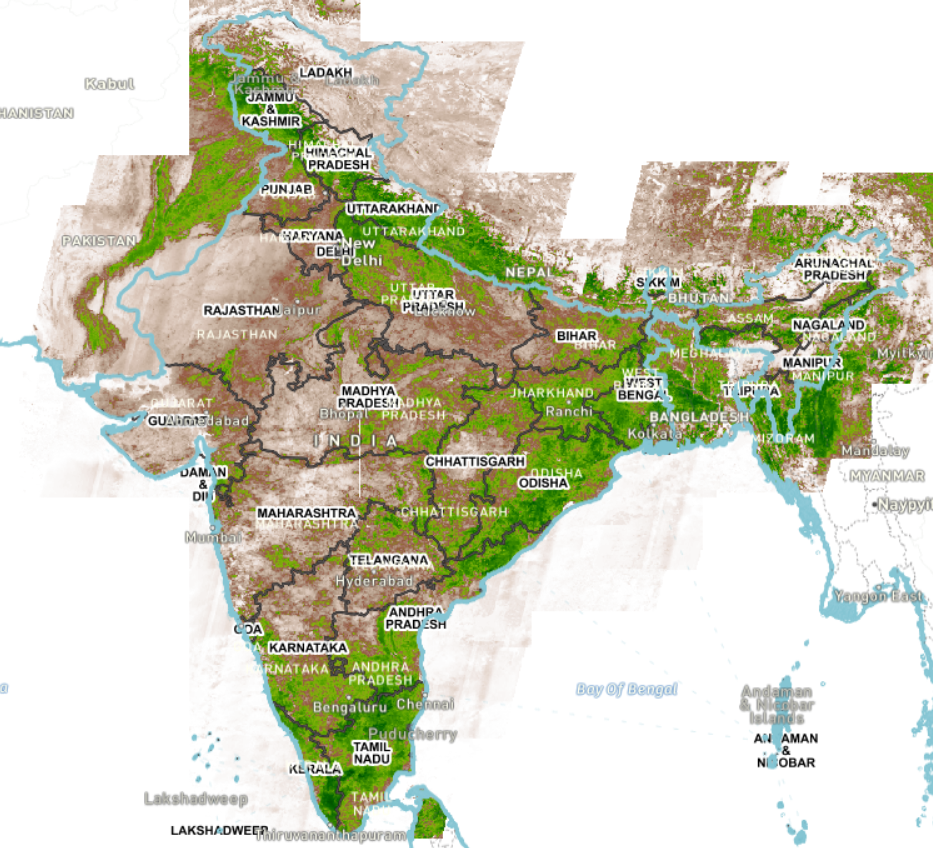 LADAKH
Jammu &
Kashmir
Ladakh
Kabul
JAMMU
&
KASHMIR
HIMACHAL
PRADESH
PUNJAB
UTTARAKHAND
UTTARAKHAND
HARYANA
DELHI
New
Delhi
PAKISTAN
NEPAL
SIKKIM
BHUTAN
ARUNACHAL
PRADESH
RAJASTHAN
Jaipur
RAJASTHAN
UTTAR
PRADESH
Lucknow
BIHAR
BIHAR
ASSAM
NAGALAND
NAGALAND
MEGHALAYA
MANIPUR
MANIPUR
Myitkyi
MADHYA
PRADESH
MADHYA
PRADESH
Bhopal
INDIA
JHARKHAND
Ranchi
WEST
BENGAL
TRIPURA
BANGLADESH
Kolkata
MIZORAM
Mandalay
MYANMAR
Naypyi
GUJARAT
GUJARAT
Ahmedabad
DAMAN
&
DIU
CHHATTISGARH
ODISHA
ODISHA
CHHATTISGARH
MAHARASHTRA
MAHARASHTRA
Mumbai
TELANGANA
Hyderabad
Yangon East
GOA
ANDHRA
PRADESH
KARNATAKA
KARNATAKA
ANDHRA
PRADESH
Bengaluru
Chennai
Bay Of Bengal
Andaman
& Nicobar
Islands
ANDAMAN
&
NICOBAR
Puducherry
TAMIL
NADU
KERALA
TAMIL
NADU
Lakshadweep
LAKSHADWEEP
Thiruvananthapuram